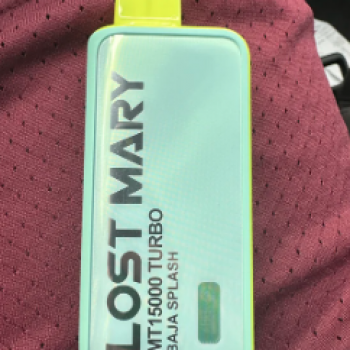 LOST MARY
MT15000 TURBO
BAJA SPLASH